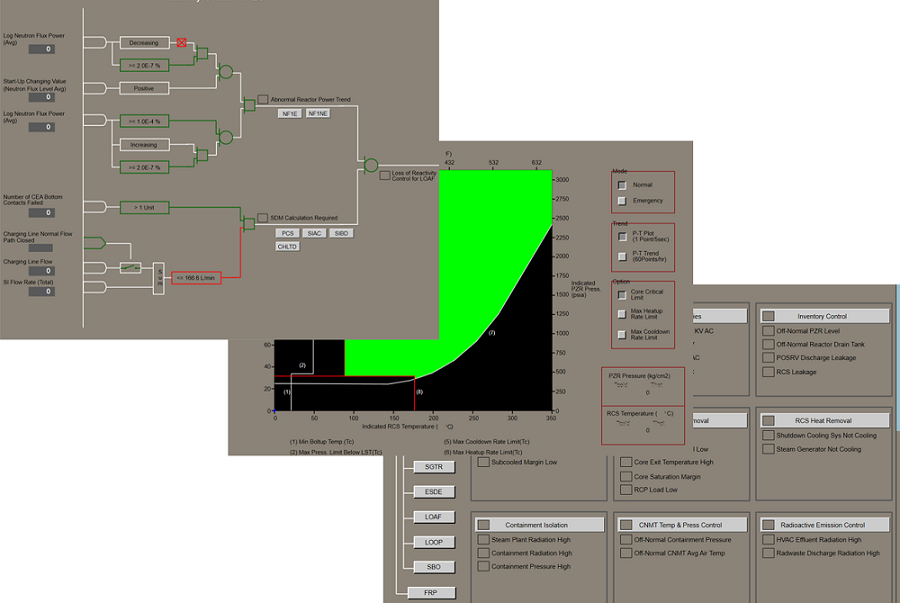 Log Neutron Flux Power
(Avg)
0
Decreasing
>= 2.0E-7 %
Start-Up Changing Value
(Neutron Flux Level Avg)
0
Positive
Log Neutron Flux Power
(Avg)
0
>= 1.0E-4 %
Increasing
>= 2.0E-7 %
Abnormal Reactor Power Trend
NF1E
NF1NE
Loss of Reactivity
Control for LOAF
Number of CEA Bottom
Contacts Failed
0
> 1 Unit
SDM Calculation Required
PCS
SIAC
SIBO
CHLTD
Charging Line Normal Flow
Path Closed
Charging Line Flow
0
SI Flow Rate (Total)
0
S
u
m
<= 166.6 L/min
F)
432
532
632
3000
2750
2500
2250
2000
1750
1500
1250
1000
750
500
250
0
Indicated
PZR Press.
(psia)
60
40
20
0
0
50
100
150
200
250
300
350
(1)
(2)
(6)
(7)
Indicated RCS Temperature ( °C)
(1) Min Boltup Temp.(Tc)
(2) Max Press. Limit Below LST(Tc)
(5) Max Cooldown Rate Limit(Tc)
(6) Max Heatup Rate Limit(Tc)
Mode
Normal
Emergency
Trend
P-T Plot
(1 Point/5sec)
P-T Trend
(60Points/hr)
Option
Core Critical
Limit
Max Heatup
Rate Limit
Max Cooldown
Rate Limit
PZR Pressure (kg/cm2)
0
RCS Temperature ( °C)
0
es
KV AC
AC
Inventory Control
Off-Normal PZR Level
Off-Normal Reactor Drain Tank
POSRV Discharge Leakage
RCS Leakage
moval
Low
RCS Heat Removal
Shutdown Cooling Sys Not Cooling
Steam Generator Not Cooling
Subcooled Margin Low
Core Exit Temperature High
Core Saturation Margin
RCP Load Low
SGTR
ESDE
LOAF
LOOP
SBO
FRP
Containment Isolation
Steam Plant Radiation High
Containment Radiation High
Containment Pressure High
CNMT Temp & Press Control
Off-Normal Containment Pressure
Off-Normal CNMT Avg Air Temp
Radioactive Emission Control
HVAC Effluent Radiation High
Radwaste Discharge Radiation High